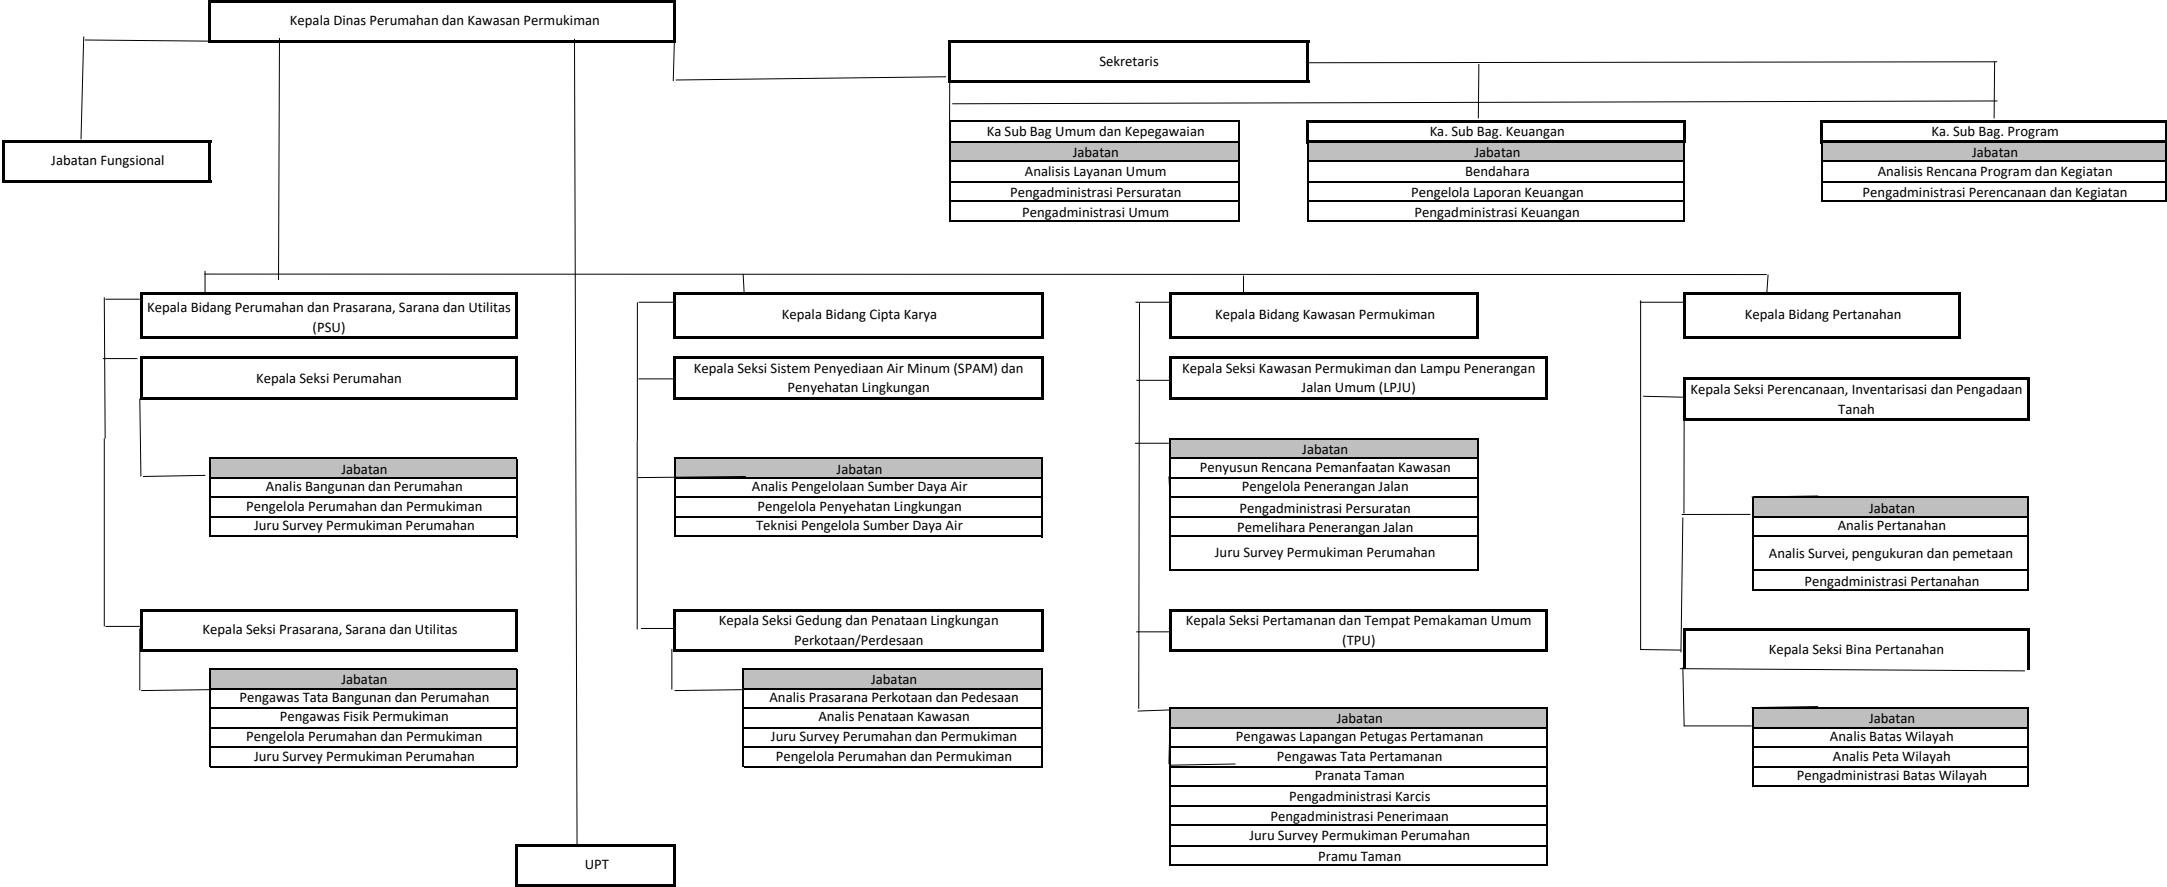 Kepala Dinas Perumahan dan Kawasan Permukiman
Sekretaris
Jabatan Fungsional
Ka Sub Bag Umum dan Kepegawaian
Jabatan
Analisis Layanan Umum
Pengadministrasi Persuratan
Pengadministrasi Umum
Ka. Sub Bag. Keuangan
Jabatan
Bendahara
Pengelola Laporan Keuangan
Pengadministrasi Keuangan
Ka. Sub Bag. Program
Jabatan
Analisis Rencana Program dan Kegiatan
Pengadministrasi Perencanaan dan Kegiatan
Kepala Bidang Perumahan dan Prasarana, Sarana dan Utilitas
(PSU)
Kepala Seksi Perumahan
Jabatan
Analis Bangunan dan Perumahan
Pengelola Perumahan dan Permukiman
Juru Survey Permukiman Perumahan
Kepala Seksi Prasarana, Sarana dan Utilitas
Jabatan
Pengawas Tata Bangunan dan Perumahan
Pengawas Fisik Permukiman
Pengelola Perumahan dan Permukiman
Juru Survey Permukiman Perumahan
Kepala Bidang Cipta Karya
Kepala Seksi Sistem Penyediaan Air Minum (SPAM) dan
Penyehatan Lingkungan
Jabatan
Analis Pengelolaan Sumber Daya Air
Pengelola Penyehatan Lingkungan
Teknisi Pengelola Sumber Daya Air
Kepala Seksi Gedung dan Penataan Lingkungan
Perkotaan/Perdesaan
Jabatan
Analis Prasarana Perkotaan dan Pedesaan
Analis Penataan Kawasan
Juru Survey Perumahan dan Permukiman
Pengelola Perumahan dan Permukiman
Kepala Bidang Kawasan Permukiman
Kepala Seksi Kawasan Permukiman dan Lampu Penerangan
Jalan Umum (LPJU)
Jabatan
Penyusun Rencana Pemanfaatan Kawasan
Pengelola Penerangan Jalan
Pengadministrasi Persuratan
Pemelihara Penerangan Jalan
Juru Survey Permukiman Perumahan
Kepala Seksi Pertamanan dan Tempat Pemakaman Umum
(TPU)
Jabatan
Pengawas Lapangan Petugas Pertamanan
Pengawas Tata Pertamanan
Pranata Taman
Pengadministrasi Karcis
Pengadministrasi Penerimaan
Juru Survey Permukiman Perumahan
Pramu Taman
Kepala Bidang Pertanahan
Kepala Seksi Perencanaan, Inventarisasi dan Pengadaan
Tanah
Jabatan
Analis Pertanahan
Analis Survei, pengukuran dan pemetaan
Pengadministrasi Pertanahan
Kepala Seksi Bina Pertanahan
Jabatan
Analis Batas Wilayah
Analis Peta Wilayah
Pengadministrasi Batas Wilayah
UPT